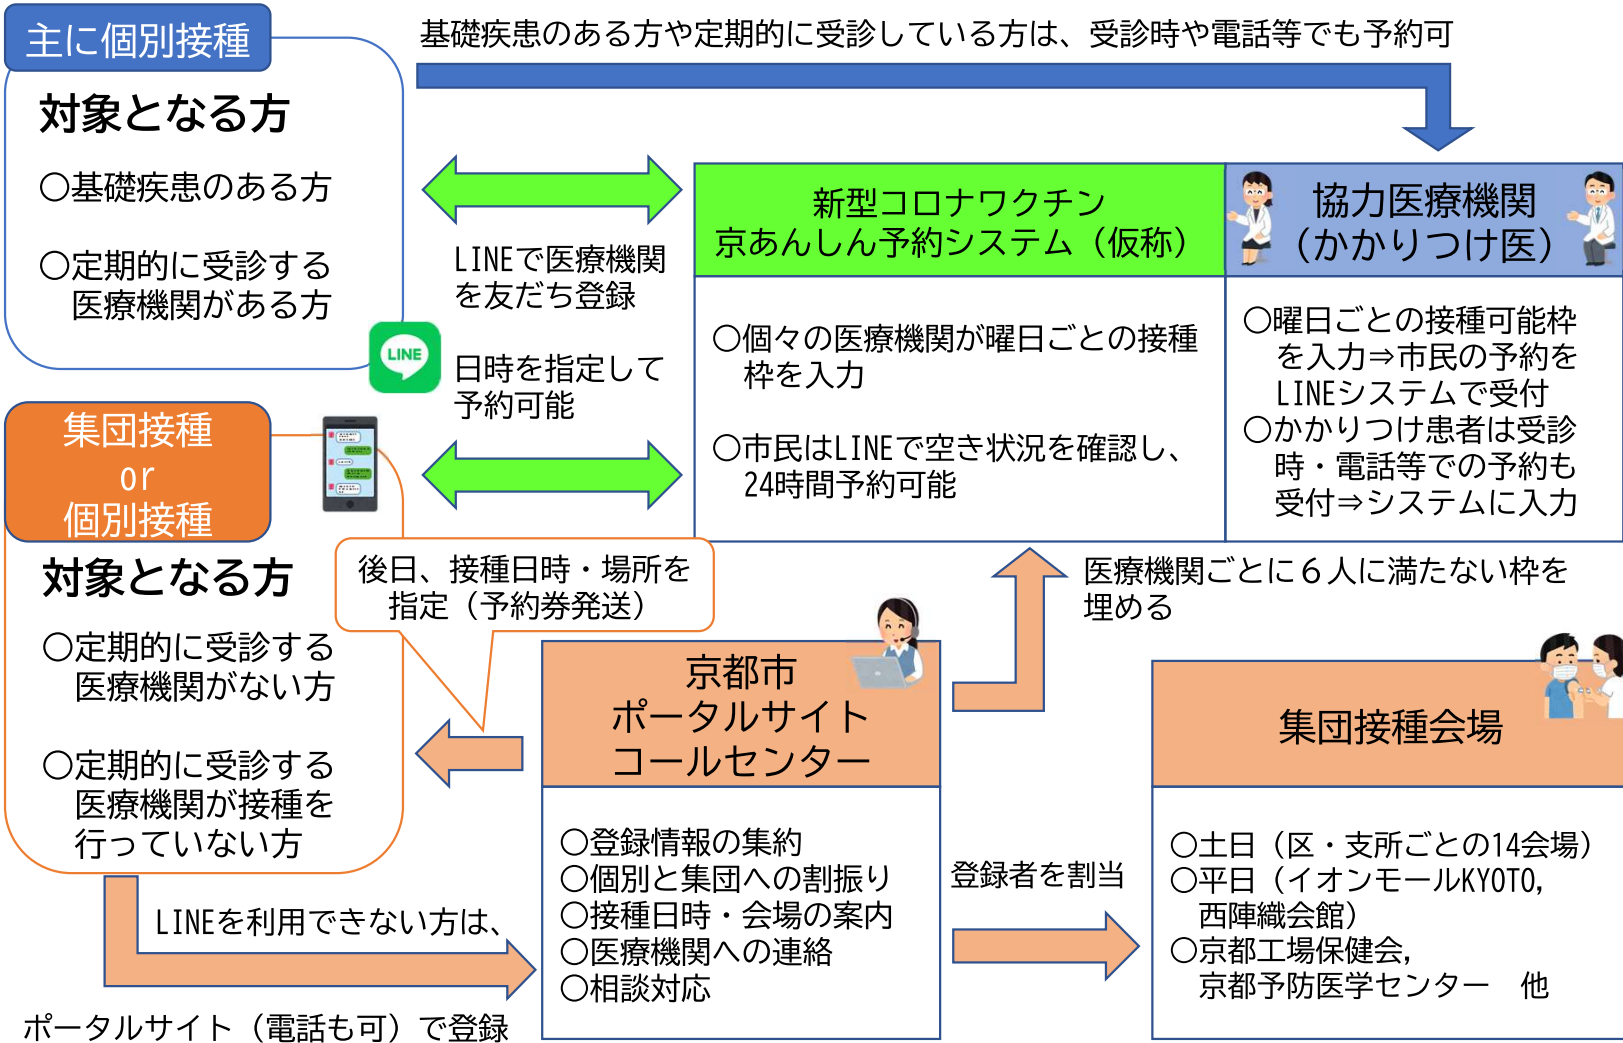 主に個別接種
対象となる方
〇基礎疾患のある方
〇定期的に受診する
医療機関がある方
基礎疾患のある方や定期的に受診している方は、受診時や電話等でも予約可
LINEで医療機関
を友だち登録
日時を指定して
予約可能
LINE
新型コロナワクチン
京あんしん予約システム（仮称）
〇個々の医療機関が曜日ごとの接種
枠を入力
〇市民はLINEで空き状況を確認し、
24時間予約可能
協力医療機関
（かかりつけ医）
〇曜日ごとの接種可能枠
を入力⇒市民の予約を
LINEシステムで受付
〇かかりつけ患者は受診
時・電話等での予約も
受付⇒システムに入力
集団接種
or
個別接種
対象となる方
〇定期的に受診する
医療機関がない方
〇定期的に受診する
医療機関が接種を
行っていない方
後日、接種日時・場所を
指定（予約券発送）
医療機関ごとに６人に満たない枠を
埋める
京都市
ポータルサイト
コールセンター
〇登録情報の集約
〇個別と集団への割振り
〇接種日時・会場の案内
〇医療機関への連絡
〇相談対応
登録者を割当
集団接種会場
〇土日（区・支所ごとの14会場）
〇平日（イオンモールKYOTO,
西陣織会館）
〇京都工場保健会,
京都予防医学センター　他
LINEを利用できない方は、
ポータルサイト（電話も可）で登録